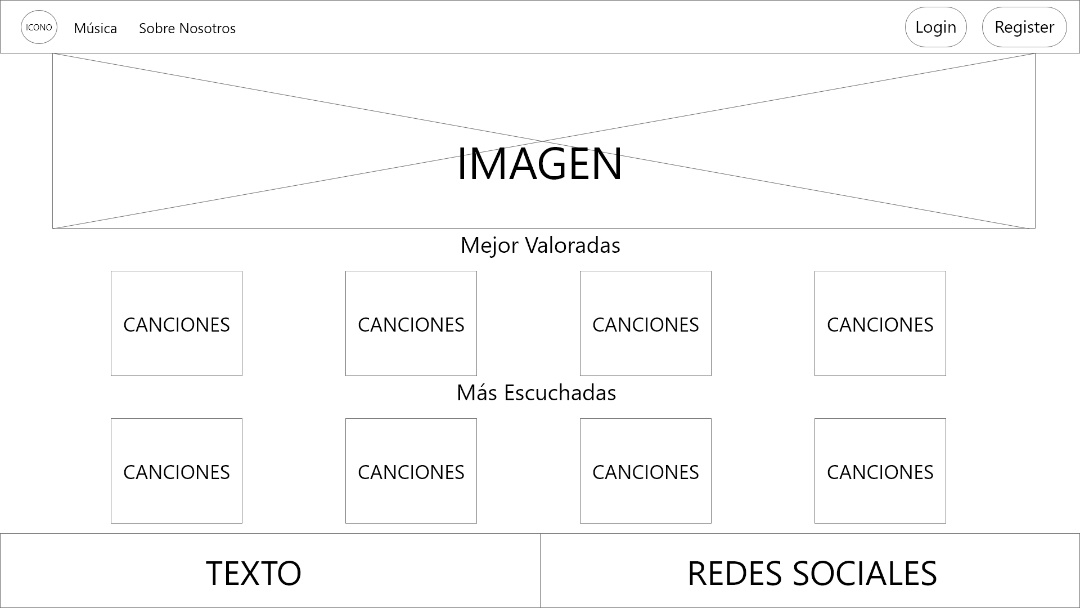 ICONO Música Sobre Nosotros Login Register
IMAGEN
Mejor Valoradas
CANCIONES CANCIONES CANCIONES CANCIONES
Más Escuchadas
CANCIONES CANCIONES CANCIONES CANCIONES
TEXTO REDES SOCIALES